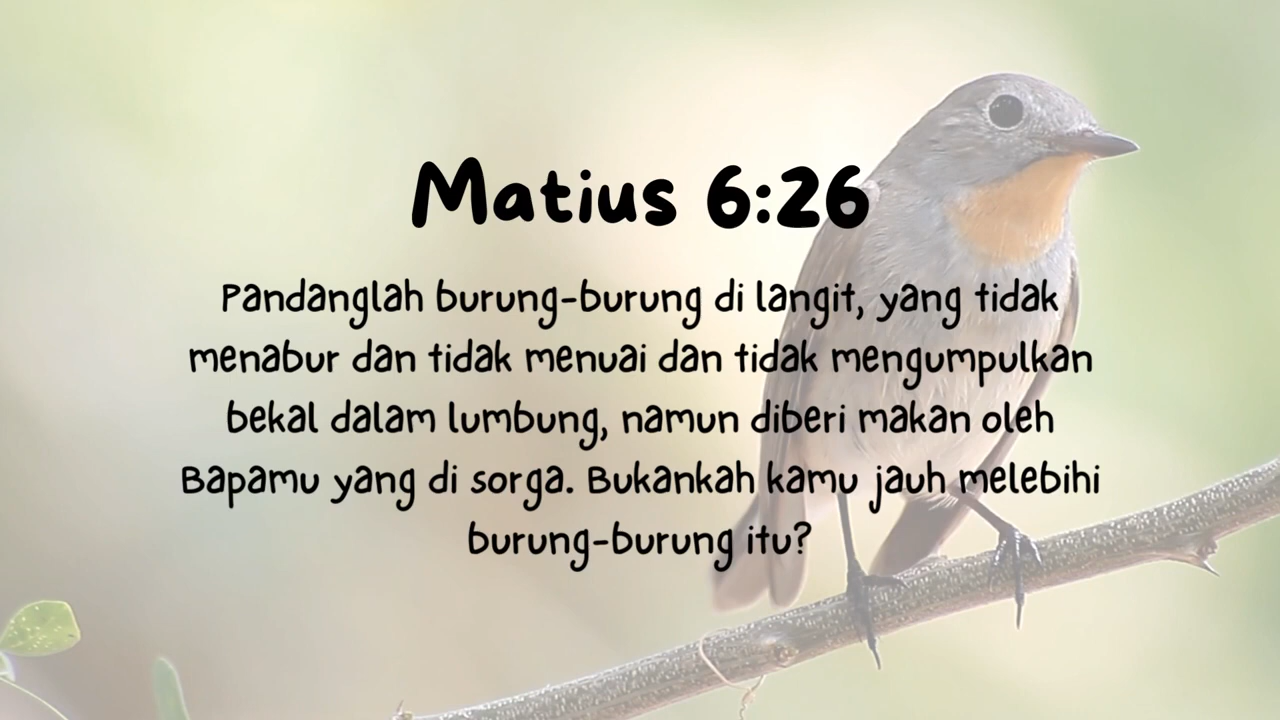 Matius 6:26
Pandanglah burung-burung di langit, yang tidak
menabur dan tidak menuai dan tidak mengumpulkan
bekal dalam lumbung, namun diberi makan oleh
Bapamu yang di sorga. Bukankah kamu jauh melebihi
burung-burung itu?